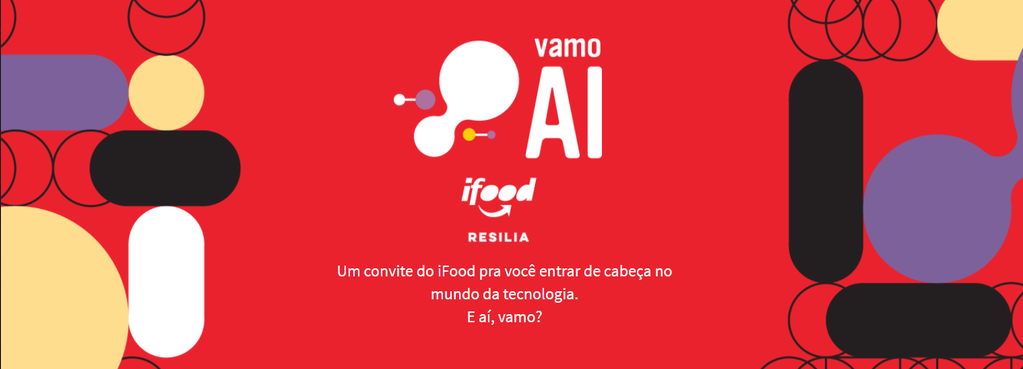 vamo
AI
ifood
RESILIA
Um convite do iFood pra você entrar de cabeça no
mundo da tecnologia.
E aí, vamo?